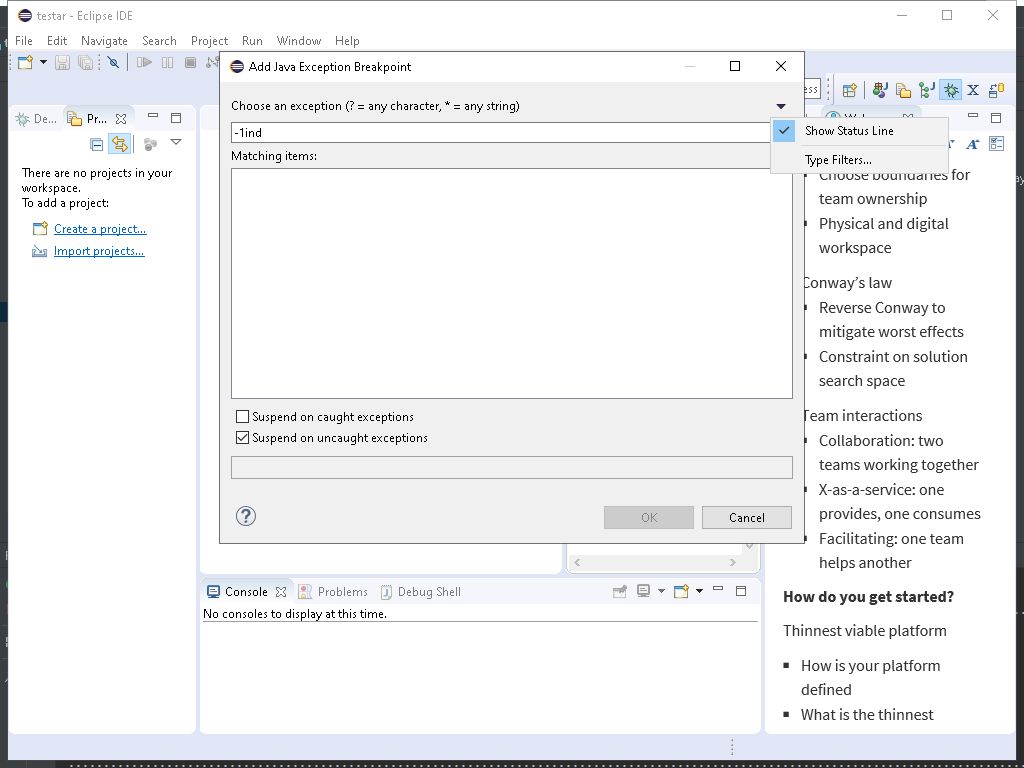 testar - Eclipse IDE
File Edit Navigate Search Project Run Window Help
Add Java Exception Breakpoint
Choose an exception (? = any character, * = any string)
-1ind
Matching items:
Show Status Line
Type Filters...
Suspend on caught exceptions
Suspend on uncaught exceptions
OK Cancel
De... Pr...
There are no projects in your
workspace.
To add a project:
Create a project...
Import projects...
Choose boundaries for
team ownership
Physical and digital
workspace
Conway's law
Reverse Conway to
mitigate worst effects
Constraint on solution
search space
Team interactions
Collaboration: two
teams working together
X-as-a-service: one
provides, one consumes
Facilitating: one team
helps another
How do you get started?
Thinnest viable platform
How is your platform
defined
What is the thinnest
Console Problems Debug Shell
No consoles to display at this time.